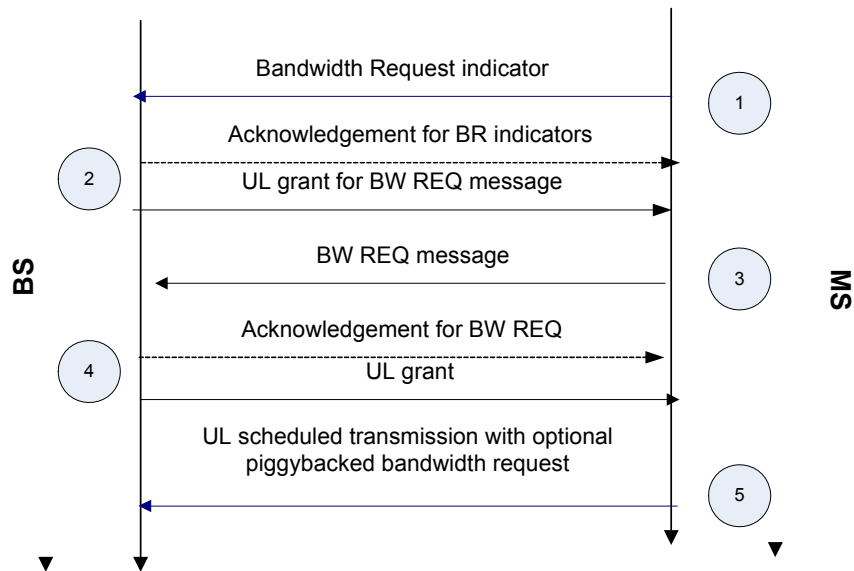 Bandwidth Request indicator
1
Acknowledgement for BR indicators
2
UL grant for BW REQ message
BW REQ message
3
BS
MS
Acknowledgement for BW REQ
4
UL grant
UL scheduled transmission with optional
piggybacked bandwidth request
5